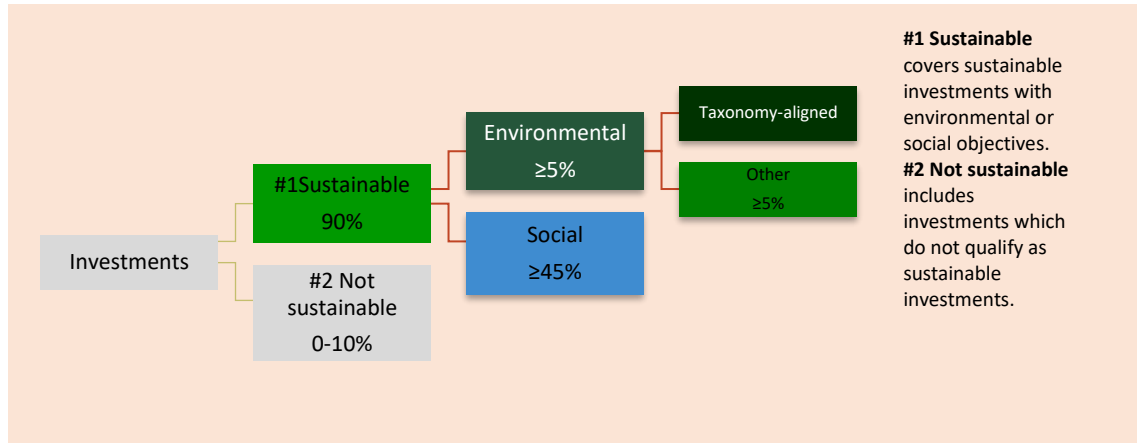 Investments
#1Sustainable
90%
#2 Not
sustainable
0-10%
Environmental
≥5%
Social
≥45%
Taxonomy-aligned
Other
≥5%
#1 Sustainable
covers sustainable
investments with
environmental or
social objectives.
#2 Not sustainable
includes
investments which
do not qualify as
sustainable
investments.